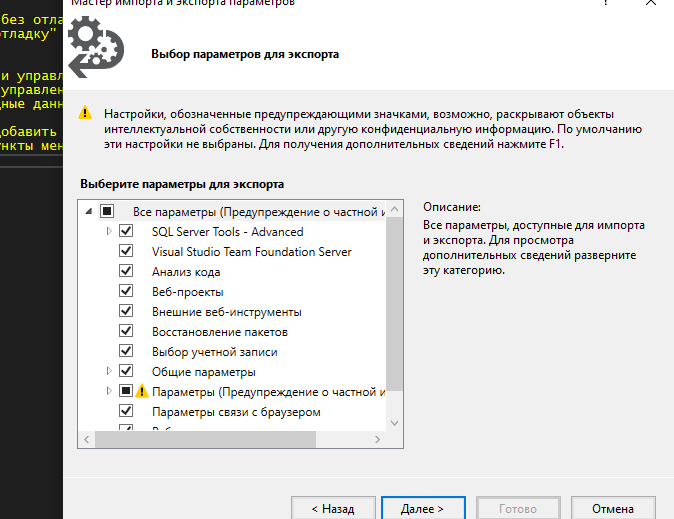 Мастер импорта и экспорта параметров
?
без отла
отладку"
Выбор параметров для экспорта
и управл
управлен
дные данн
добавить
ункты мен
Настройки, обозначенные предупреждающими значками, возможно, раскрывают объекты
интеллектуальной собственности или другую конфиденциальную информацию. По умолчанию
эти настройки не выбраны. Для получения дополнительных сведений нажмите F1.
Выберите параметры для экспорта
Все параметры (Предупреждение о частной и
SQL Server Tools - Advanced
Visual Studio Team Foundation Server
Анализ кода
Веб-проекты
Внешние веб-инструменты
Восстановление пакетов
Выбор учетной записи
Общие параметры
Параметры (Предупреждение о частной и
Параметры связи с браузером
Описание:
Все параметры, доступные для импорта
и экспорта. Для просмотра
дополнительных сведений разверните
эту категорию.
< Назад
Далее >
Готово
Отмена